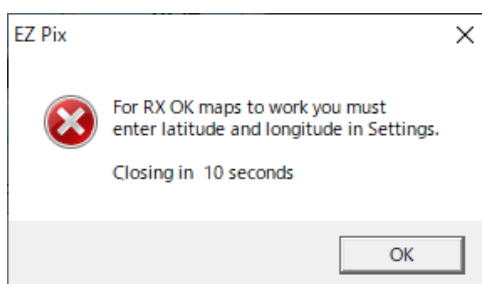 EZ Pix
For RX OK maps to work you must
enter latitude and longitude in Settings.
Closing in  10 seconds
OK